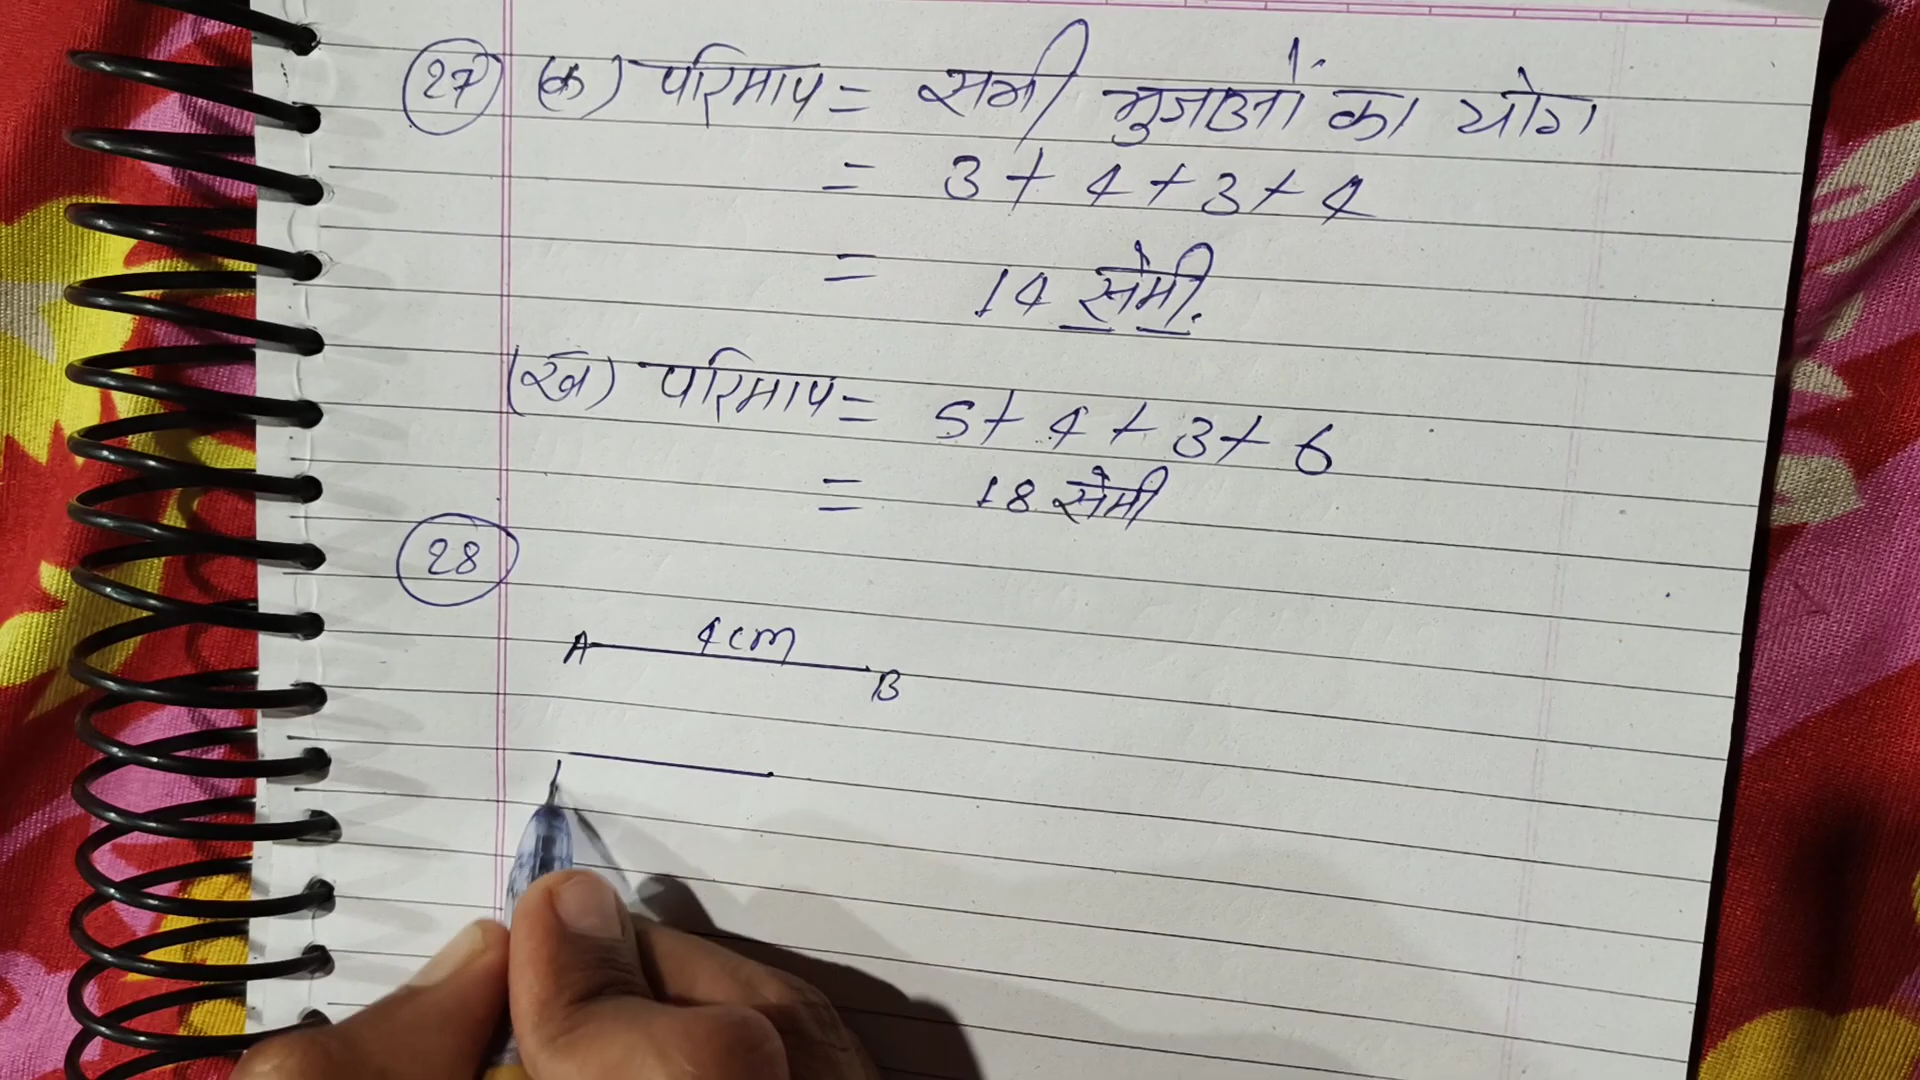 27 (क) परिमाप = सभी भुजाओं का योग
= 3 + 4 + 3 + 4
= 14 सेमी.
(ख) परिमाप = 5 + 4 + 3 + 6
= 18 सेमी
28
A 4cm B